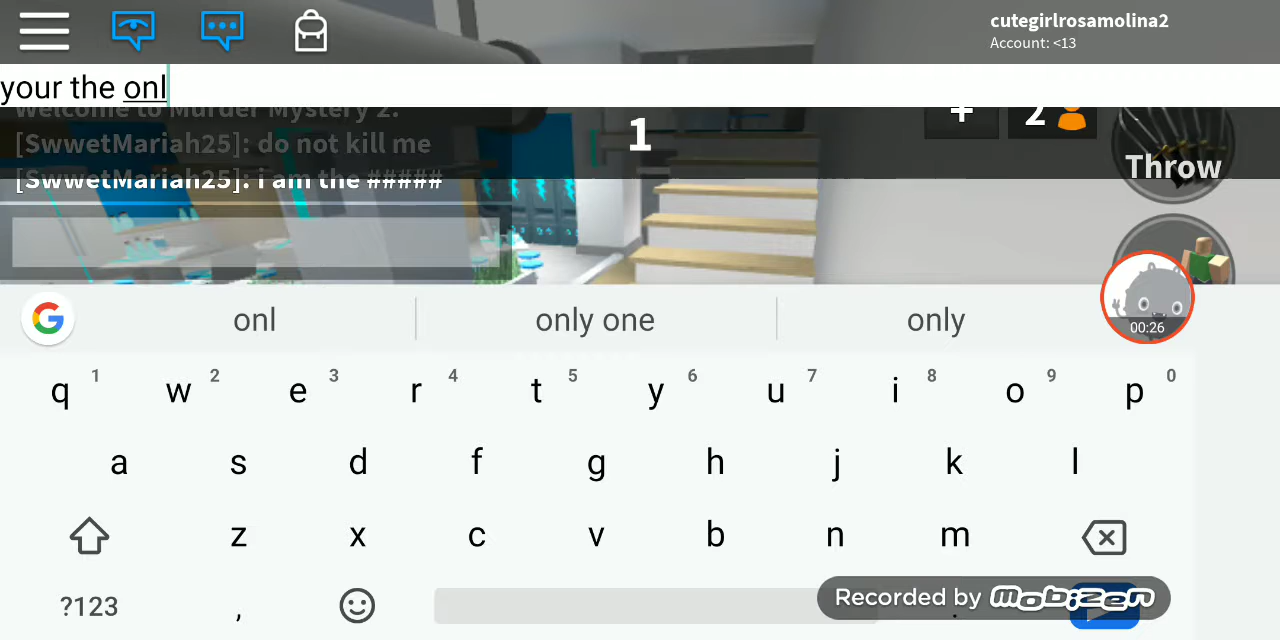 cutegirlrosamolina2
Account: <13
your the onl
Welcome to Murder Mystery 2.
[SwwetMariah25]: do not kill me
[SwwetMariah25]: i am the #####
1
+ 2
Throw
00:26
G onl only one only
1 2 3 4 5 6 7 8 9 0
q w e r t y u i o p
a s d f g h j k l
z x c v b n m
?123 , .
Recorded by mobizen